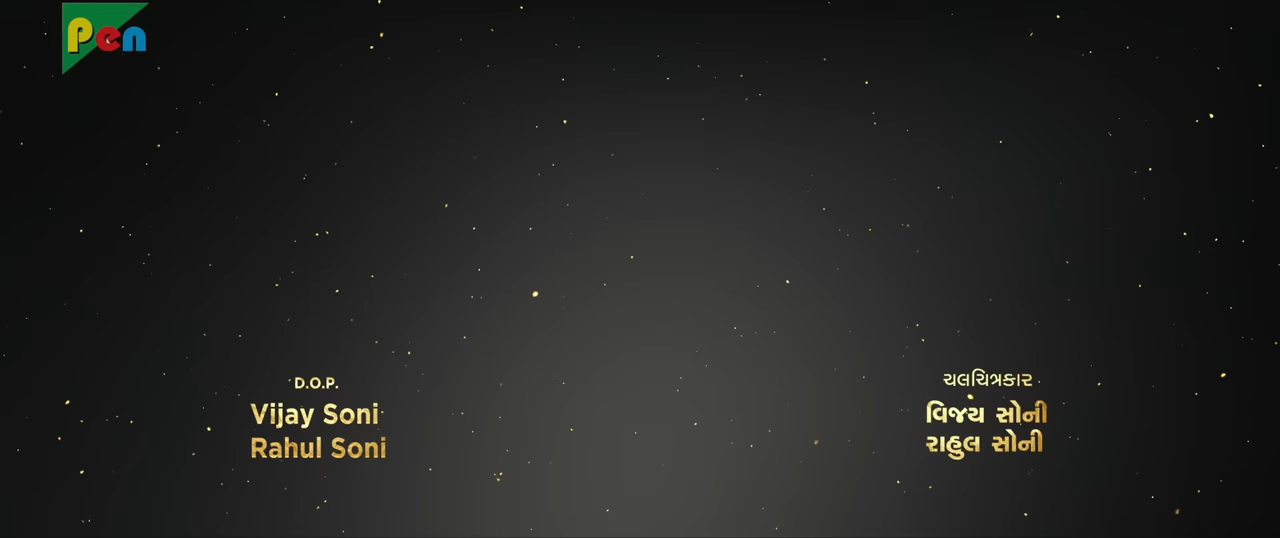 Pen
D.O.P.
Vijay Soni
Rahul Soni
ચલચિત્રકાર
વિજય સોની
રાહુલ સોની